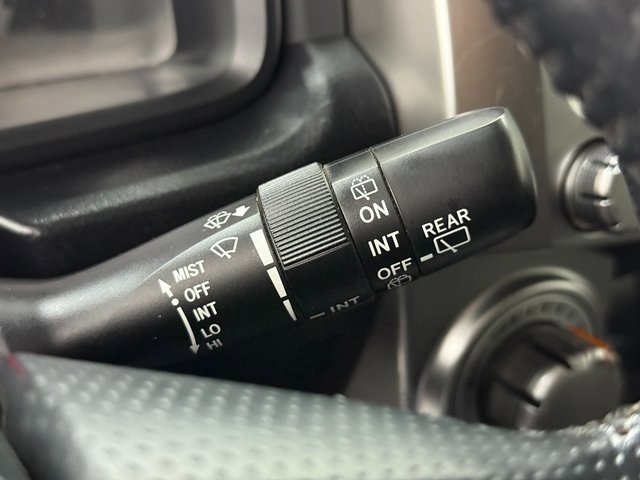 MIST
OFF
INT
LO
HI
INT
ON
INT
OFF
REAR